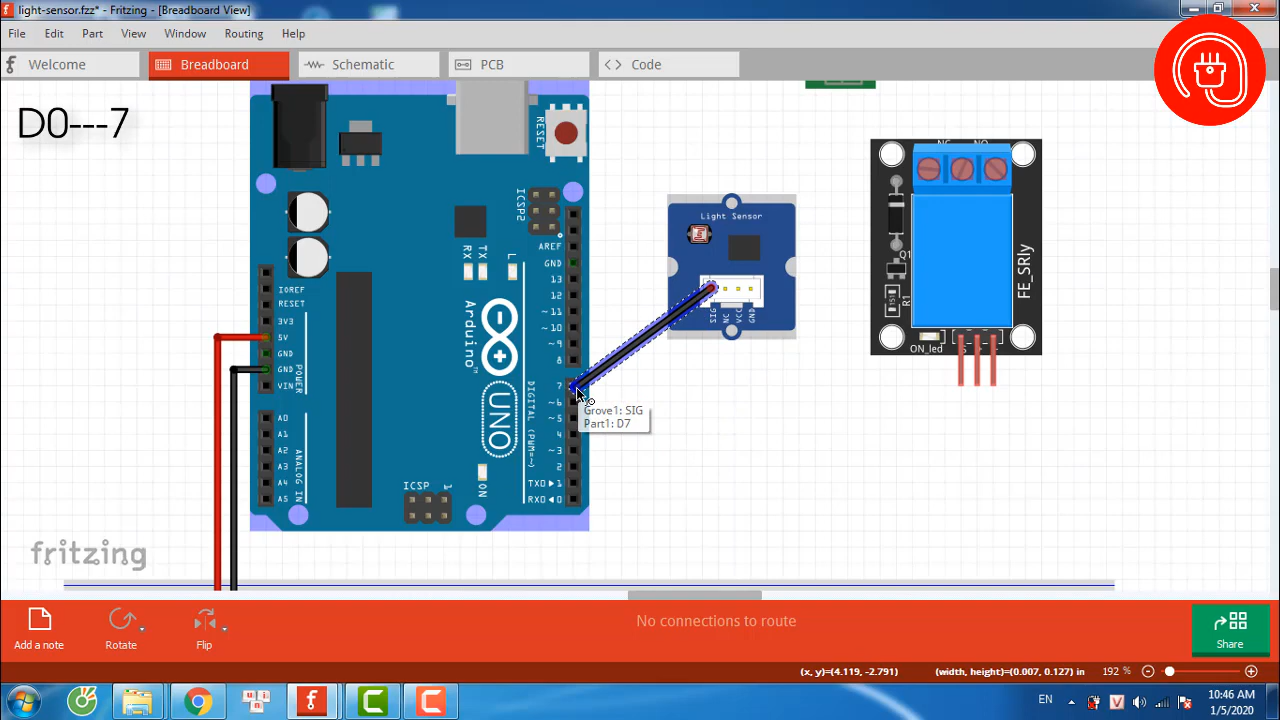 light-sensor.fzz* - Fritzing - [Breadboard View]
File Edit Part View Window Routing Help
Welcome
Breadboard
Schematic
PCB
Code
D0---7
RESET
ICSP2
AREF
GND
13
12
~11
~10
~9
8
7
~6
~5
4
~3
2
TXD▶1
RXD◀0
DIGITAL (PWM=~)
RX
TX
L
Arduino™
UNO
ON
ICSP
1
IOREF
RESET
3V3
5V
GND
GND
VIN
POWER
A0
A1
A2
A3
A4
A5
ANALOG IN
Light Sensor
SIG
NC
VCC
GND
NC
NO
Q1
R1
FE_SRly
ON_led
Grove1: SIG
Part1: D7
fritzing
Add a note
Rotate
Flip
No connections to route
Share
(x, y)=(4.119, -2.791)
(width, height)=(0.007, 0.127) in
192 %
EN
10:46 AM
1/5/2020